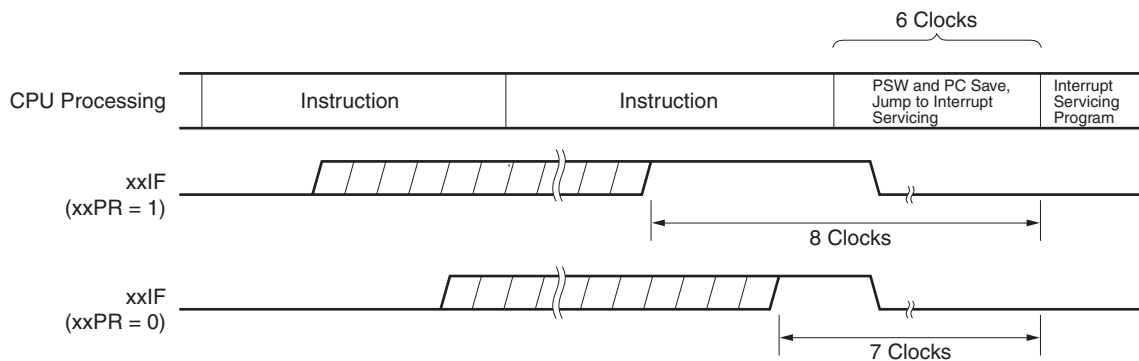 6 Clocks
CPU Processing
Instruction
Instruction
PSW and PC Save,
Jump to Interrupt
Servicing
Interrupt
Servicing
Program
xxIF
(xxPR = 1)
8 Clocks
xxIF
(xxPR = 0)
7 Clocks